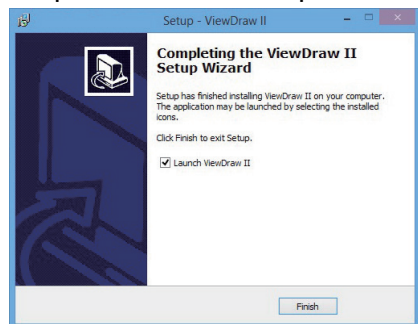 Setup - ViewDraw II
Completing the ViewDraw II
Setup Wizard
Setup has finished installing ViewDraw II on your computer.
The application may be launched by selecting the installed
icons.
Click Finish to exit Setup.
Launch ViewDraw II
Finish